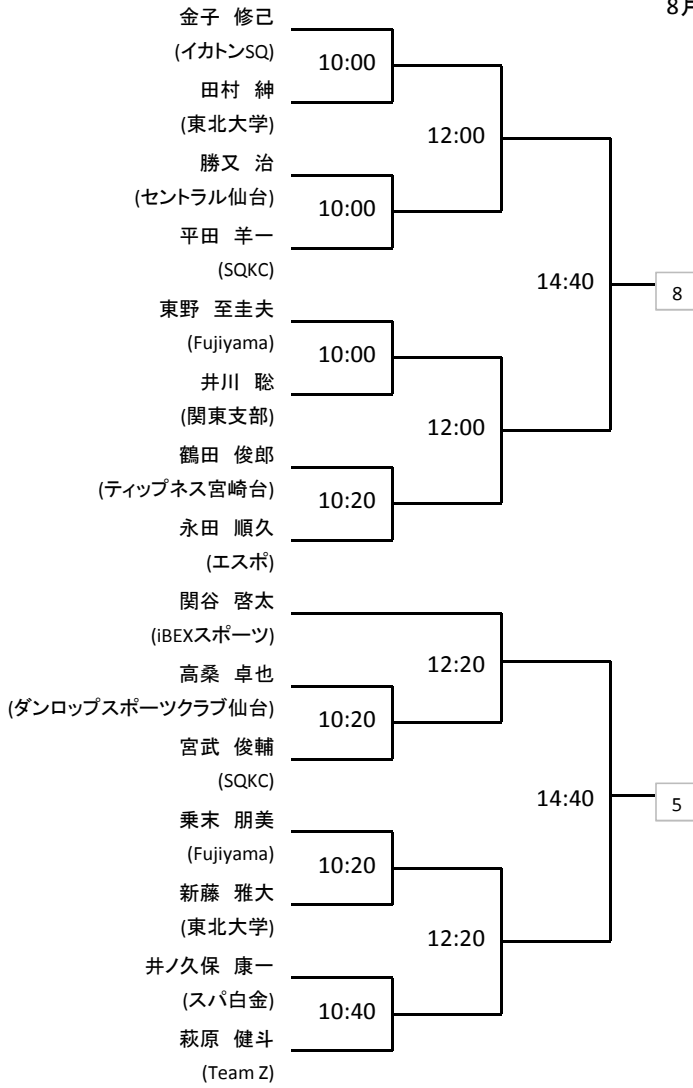 8月
金子 修己
(イカトンSQ)
10:00
田村 紳
(東北大学)
12:00
勝又 治
(セントラル仙台)
10:00
平田 羊一
(SQKC)
14:40
8
東野 至圭夫
(Fujiyama)
10:00
井川 聡
(関東支部)
12:00
鶴田 俊郎
(ティップネス宮崎台)
10:20
永田 順久
(エスポ)
関谷 啓太
(iBEXスポーツ)
12:20
高桑 卓也
(ダンロップスポーツクラブ仙台)
10:20
宮武 俊輔
(SQKC)
14:40
5
乗末 朋美
(Fujiyama)
10:20
新藤 雅大
(東北大学)
12:20
井ノ久保 康一
(スパ白金)
10:40
萩原 健斗
(Team Z)